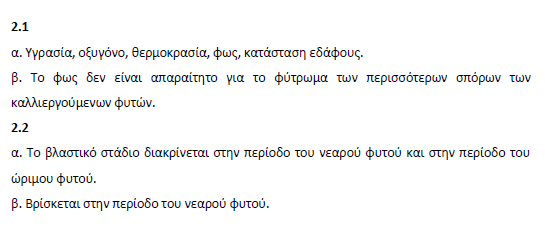 2.1
α. Υγρασία, οξυγόνο, θερμοκρασία, φως, κατάσταση εδάφους.
β. Το φως δεν είναι απαραίτητο για το φύτρωμα των περισσότερων σπόρων των
καλλιεργούμενων φυτών.
2.2
α. Το βλαστικό στάδιο διακρίνεται στην περίοδο του νεαρού φυτού και στην περίοδο του
ώριμου φυτού.
β. Βρίσκεται στην περίοδο του νεαρού φυτού.